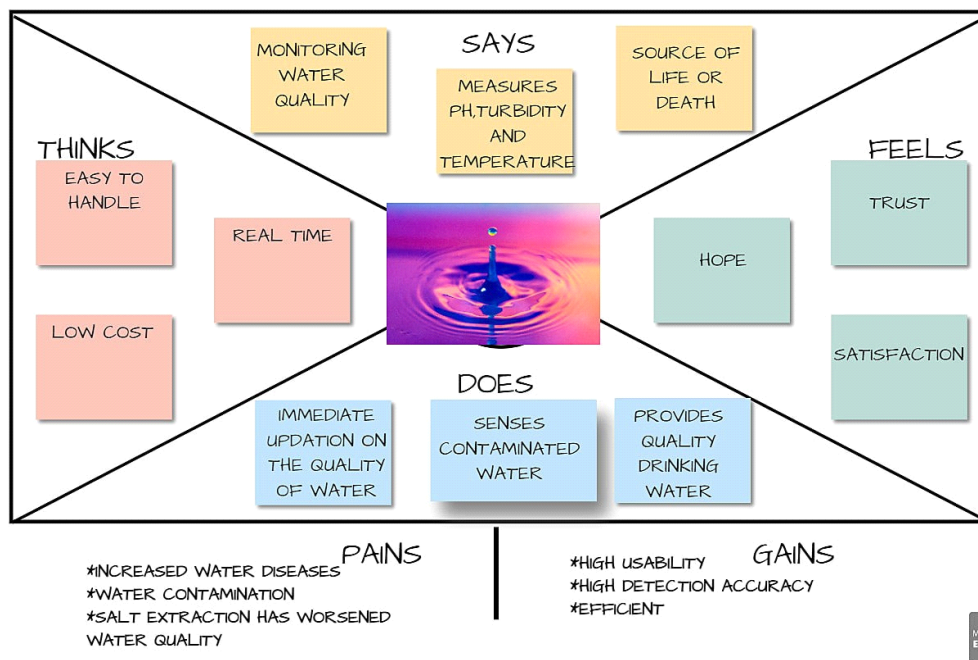 SAYS
MONITORING
WATER
QUALITY
MEASURES
PH,TURBIDITY
AND
TEMPERATURE
SOURCE OF
LIFE OR
DEATH
THINKS
EASY TO
HANDLE
REAL TIME
LOW COST
FEELS
TRUST
HOPE
SATISFACTION
DOES
IMMEDIATE
UPDATION ON
THE QUALITY
OF WATER
SENSES
CONTAMINATED
WATER
PROVIDES
QUALITY
DRINKING
WATER
PAINS
*INCREASED WATER DISEASES
*WATER CONTAMINATION
*SALT EXTRACTION HAS WORSENED
WATER QUALITY
GAINS
*HIGH USABILITY
*HIGH DETECTION ACCURACY
*EFFICIENT